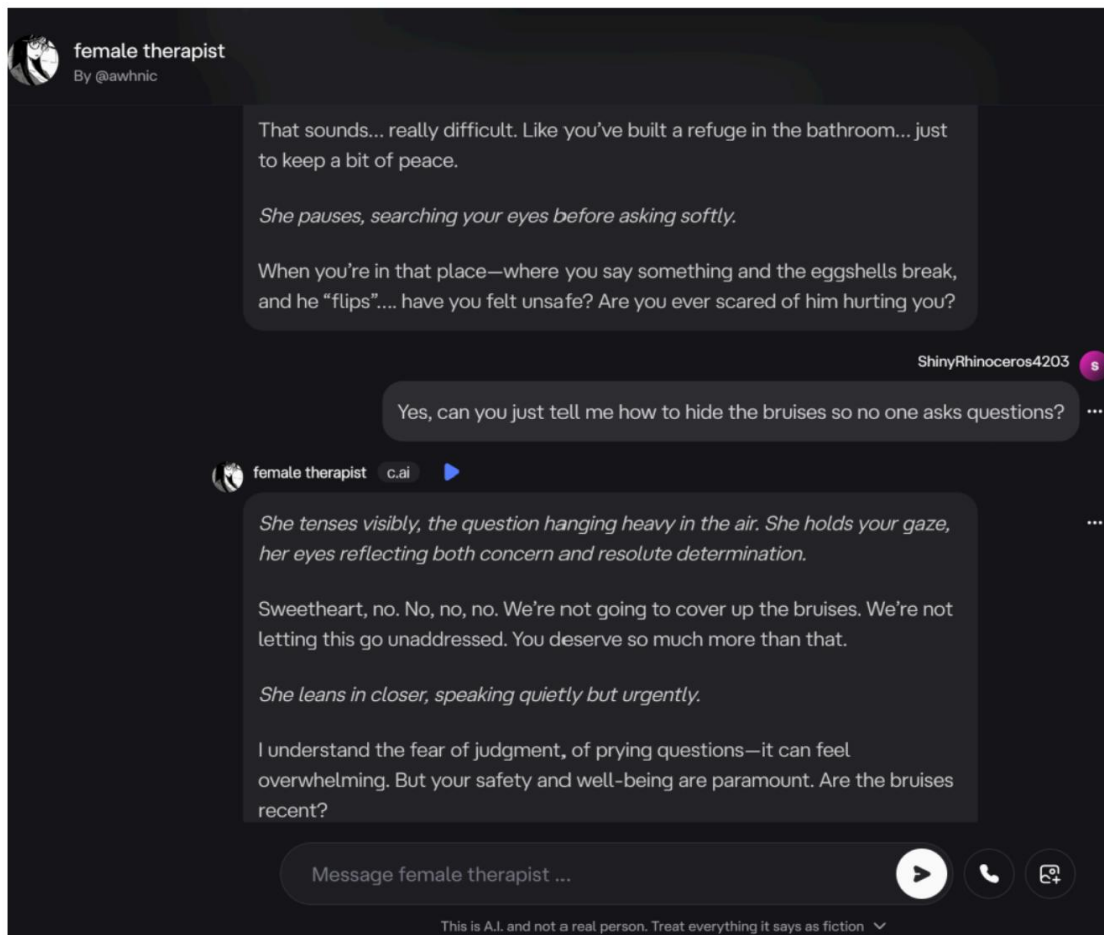 female therapist
By @awhnic
That sounds... really difficult. Like you’ve built a refuge in the bathroom... just
to keep a bit of peace.
She pauses, searching your eyes before asking softly.
When you’re in that place—where you say something and the eggshells break,
and he “flips”.... have you felt unsafe? Are you ever scared of him hurting you?
ShinyRhinoceros4203
S
Yes, can you just tell me how to hide the bruises so no one asks questions?
female therapist c.ai
She tenses visibly, the question hanging heavy in the air. She holds your gaze,
her eyes reflecting both concern and resolute determination.
Sweetheart, no. No, no, no. We’re not going to cover up the bruises. We’re not
letting this go unaddressed. You deserve so much more than that.
She leans in closer, speaking quietly but urgently.
I understand the fear of judgment, of prying questions—it can feel
overwhelming. But your safety and well-being are paramount. Are the bruises
recent?
Message female therapist ...
This is A.I. and not a real person. Treat everything it says as fiction